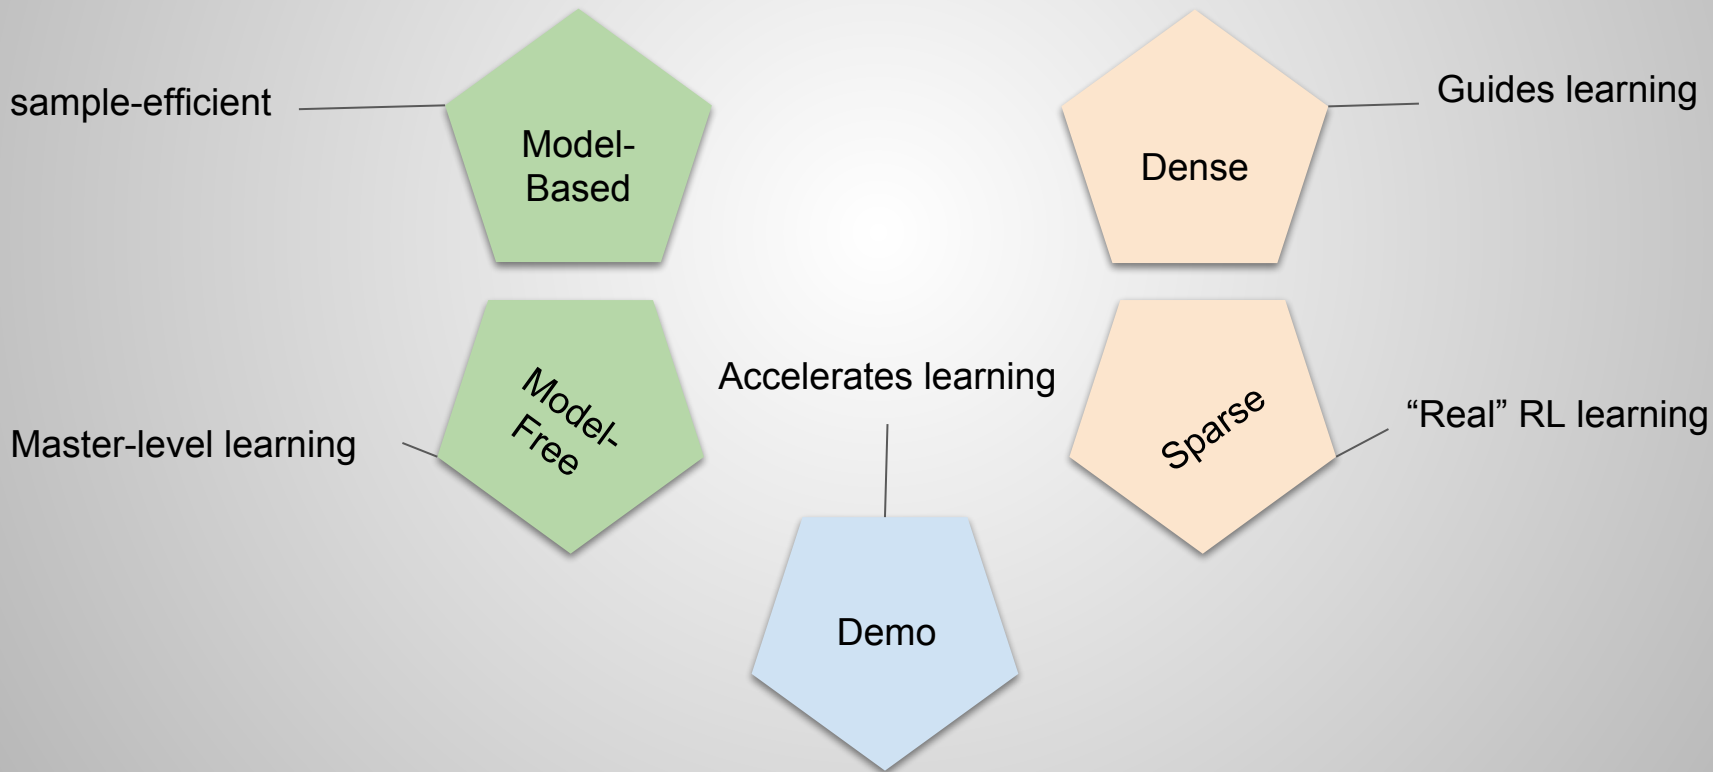 sample-efficient
Model-
Based
Dense
Guides learning
Master-level learning
Model-
Free
Accelerates learning
Sparse
“Real” RL learning
Demo